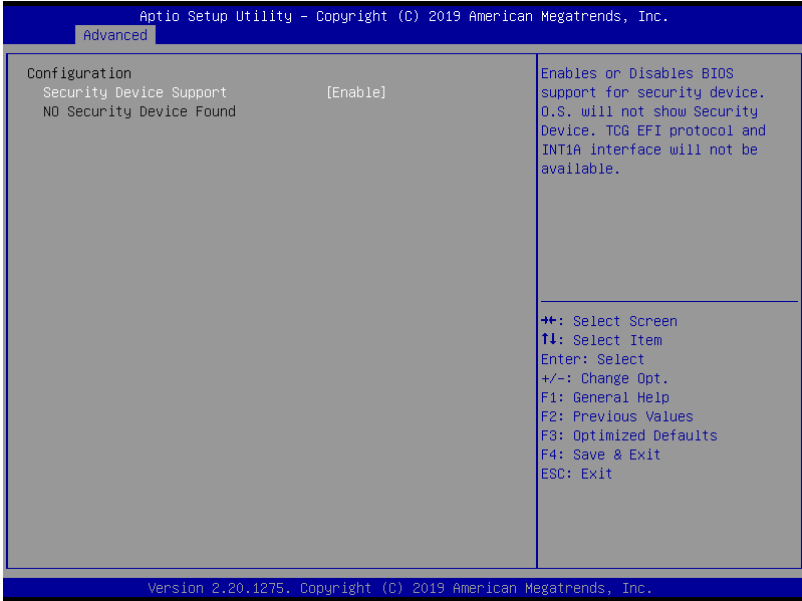 Aptio Setup Utility – Copyright (C) 2019 American Megatrends, Inc.
Advanced
Configuration
Security Device Support [Enable]
NO Security Device Found
Enables or Disables BIOS
support for security device.
O.S. will not show Security
Device. TCG EFI protocol and
INT1A interface will not be
available.
→←: Select Screen
↑↓: Select Item
Enter: Select
+/-: Change Opt.
F1: General Help
F2: Previous Values
F3: Optimized Defaults
F4: Save & Exit
ESC: Exit
Version 2.20.1275. Copyright (C) 2019 American Megatrends, Inc.